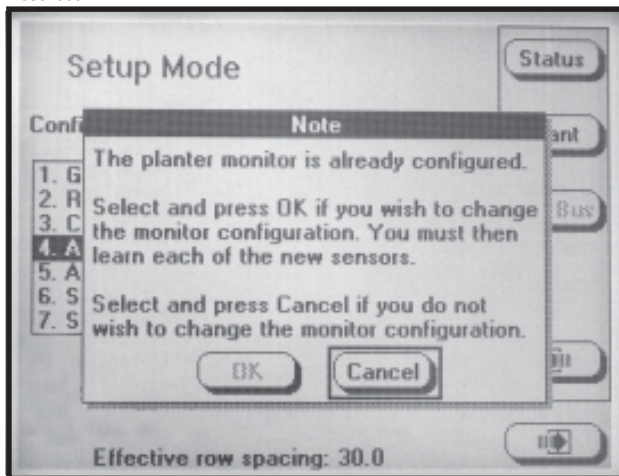 Setup Mode
Status
Confi
Note
ant
The planter monitor is already configured.
1. G
2. R
3. C
4. A
5. A
6. S
7. S
Select and press OK if you wish to change
the monitor configuration. You must then
learn each of the new sensors.
Bus
Select and press Cancel if you do not
wish to change the monitor configuration.
OK
Cancel
Effective row spacing: 30.0